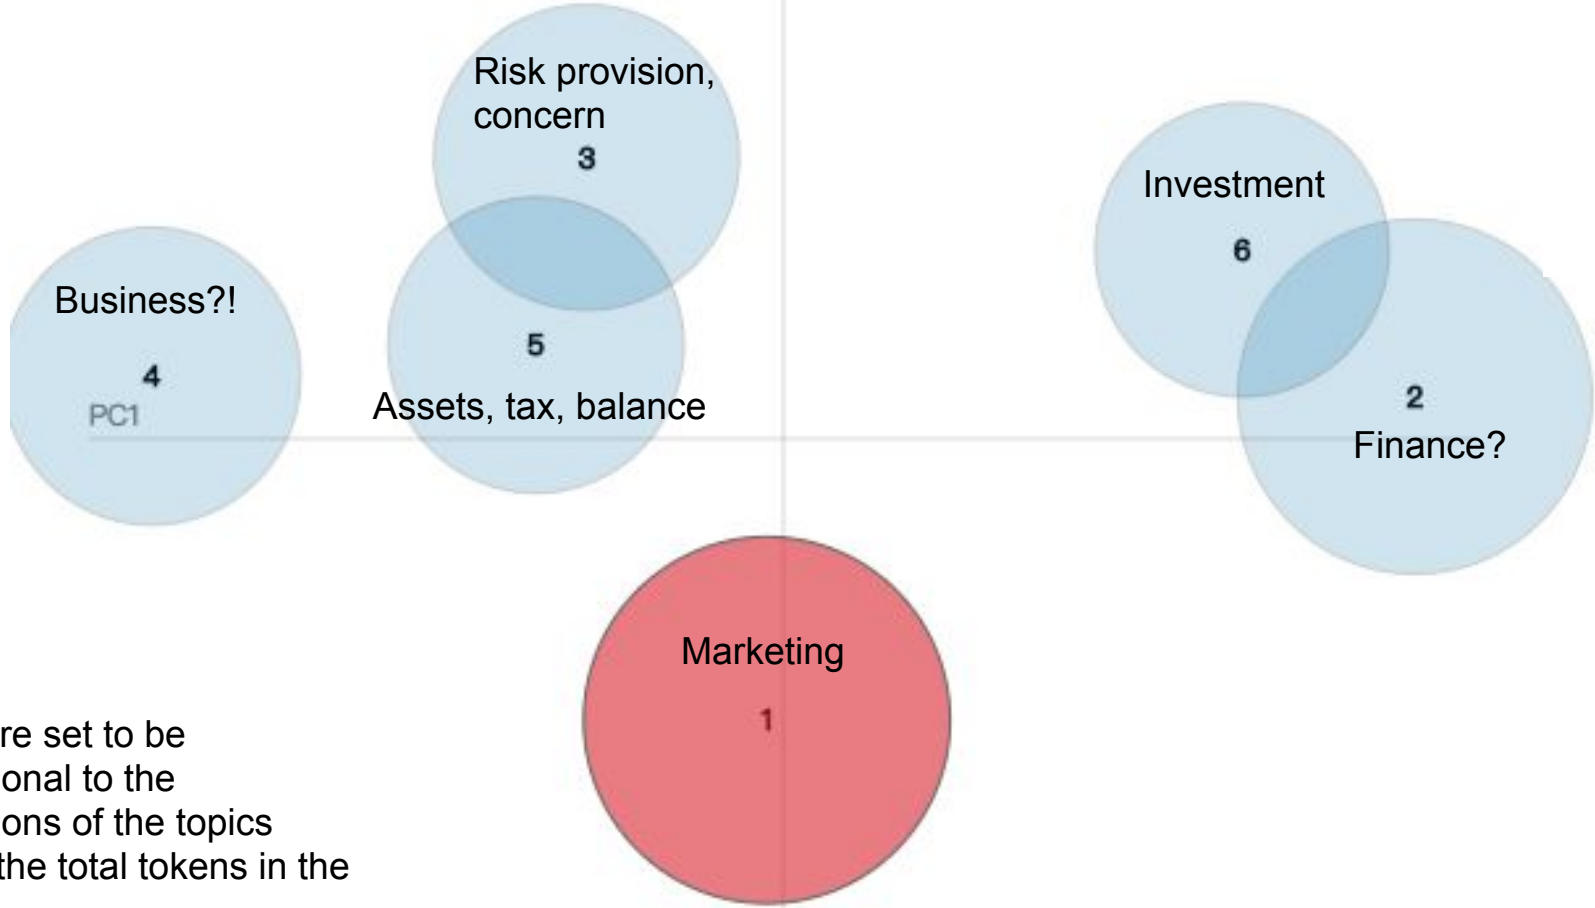 Risk provision,
concern
3
Investment
6
Business?!
4
PC1
5
Assets, tax, balance
2
Finance?
Marketing
1
re set to be
onal to the
ons of the topics
the total tokens in the